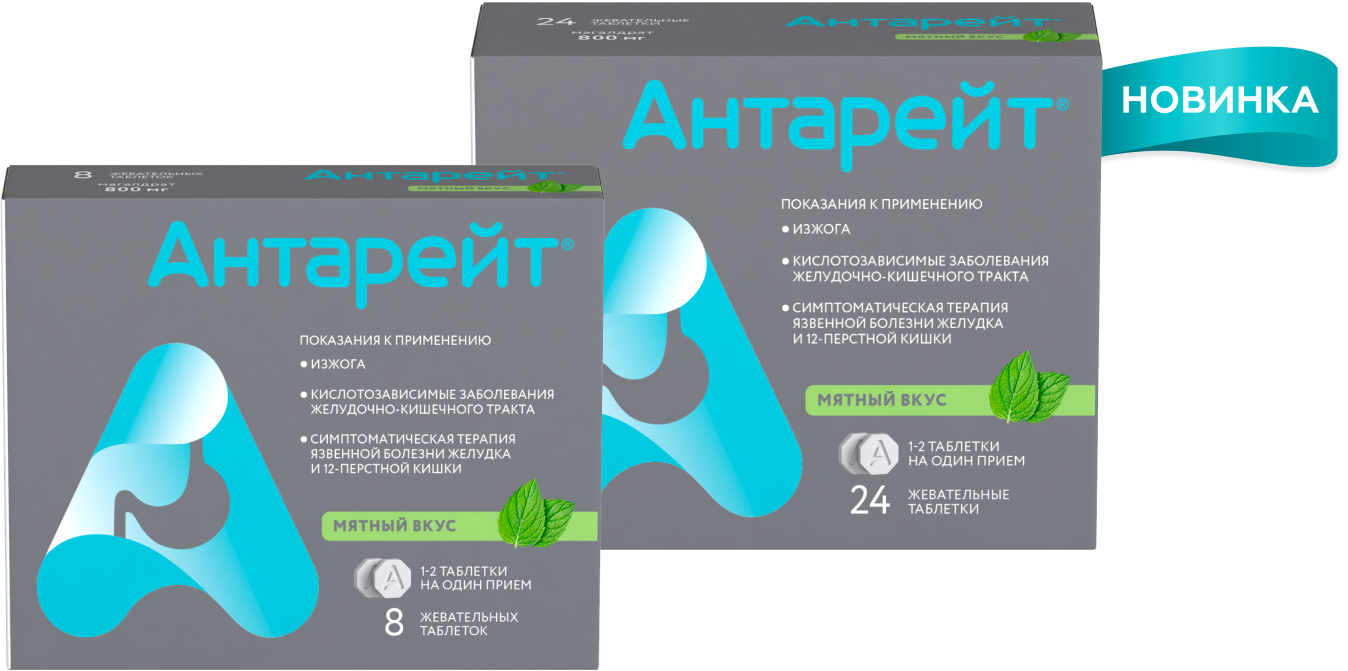 24 ЖЕВАТЕЛЬНЫЕ
ТАБЛЕТКИ
магалдрат
800 мг
Антарейт®
МЯТНЫЙ ВКУС
Антарейт®
ПОКАЗАНИЯ К ПРИМЕНЕНИЮ
• ИЗЖОГА
• КИСЛОТОЗАВИСИМЫЕ ЗАБОЛЕВАНИЯ
ЖЕЛУДОЧНО-КИШЕЧНОГО ТРАКТА
• СИМПТОМАТИЧЕСКАЯ ТЕРАПИЯ
ЯЗВЕННОЙ БОЛЕЗНИ ЖЕЛУДКА
И 12-ПЕРСТНОЙ КИШКИ
МЯТНЫЙ ВКУС
А
1-2 ТАБЛЕТКИ
НА ОДИН ПРИЕМ
24 ЖЕВАТЕЛЬНЫЕ
ТАБЛЕТКИ
НОВИНКА
8 ЖЕВАТЕЛЬНЫХ
ТАБЛЕТОК
магалдрат
800 мг
Антарейт®
МЯТНЫЙ ВКУС
Антарейт®
ПОКАЗАНИЯ К ПРИМЕНЕНИЮ
• ИЗЖОГА
• КИСЛОТОЗАВИСИМЫЕ ЗАБОЛЕВАНИЯ
ЖЕЛУДОЧНО-КИШЕЧНОГО ТРАКТА
• СИМПТОМАТИЧЕСКАЯ ТЕРАПИЯ
ЯЗВЕННОЙ БОЛЕЗНИ ЖЕЛУДКА
И 12-ПЕРСТНОЙ КИШКИ
МЯТНЫЙ ВКУС
А
1-2 ТАБЛЕТКИ
НА ОДИН ПРИЕМ
8 ЖЕВАТЕЛЬНЫХ
ТАБЛЕТОК